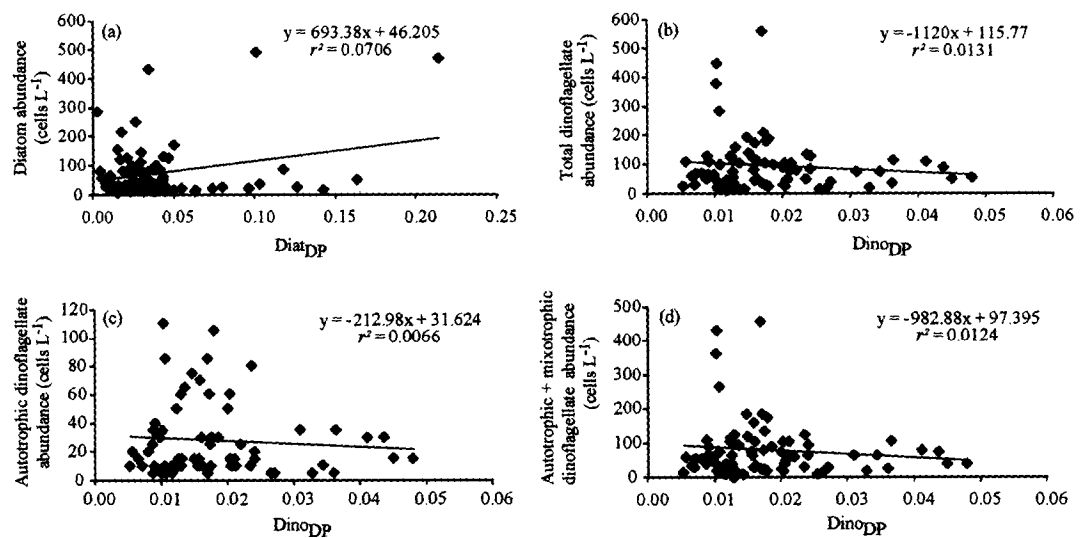 (a)
y = 693.38x + 46.205
r² = 0.0706
Diatom abundance
(cells L⁻¹)
600
500
400
300
200
100
0
0.00 0.05 0.10 0.15 0.20 0.25
DiatDP
(b)
y = -1120x + 115.77
r² = 0.0131
Total dinoflagellate
abundance (cells L⁻¹)
600
500
400
300
200
100
0
0.00 0.01 0.02 0.03 0.04 0.05 0.06
DinoDP
(c)
y = -212.98x + 31.624
r² = 0.0066
Autotrophic dinoflagellate
abundance (cells L⁻¹)
120
100
80
60
40
20
0
0.00 0.01 0.02 0.03 0.04 0.05 0.06
DinoDP
(d)
y = -982.88x + 97.395
r² = 0.0124
Autotrophic + mixotrophic
dinoflagellate abundance
(cells L⁻¹)
500
400
300
200
100
0
0.00 0.01 0.02 0.03 0.04 0.05 0.06
DinoDP